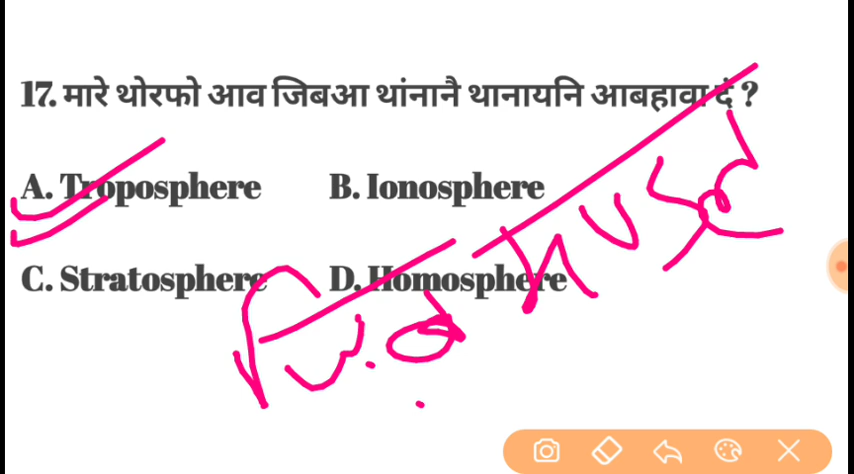 17. मारे थोरफो आव जिबआ थांनानै थानायनि आबहावा दं ?
A. Troposphere B. Ionosphere
C. Stratosphere D. Homosphere